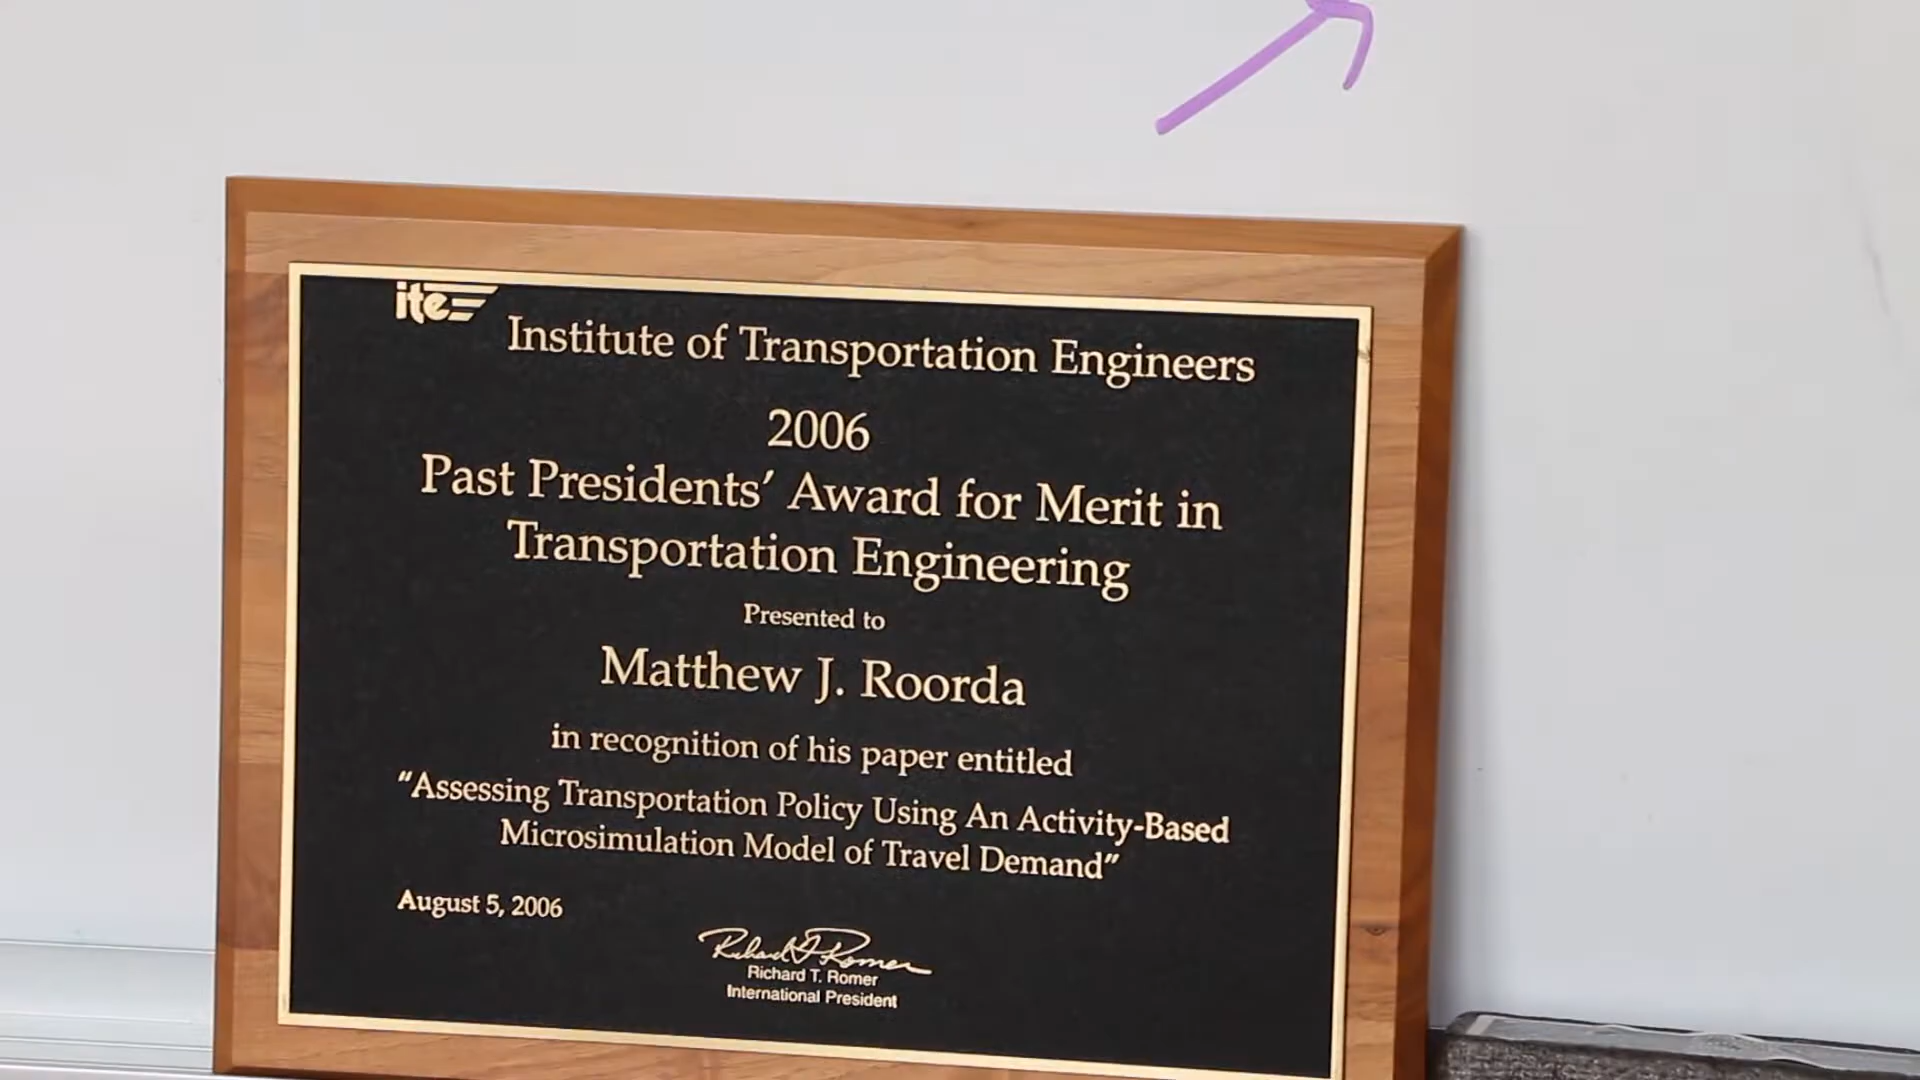 ite
Institute of Transportation Engineers
2006
Past Presidents' Award for Merit in
Transportation Engineering
Presented to
Matthew J. Roorda
in recognition of his paper entitled
"Assessing Transportation Policy Using An Activity-Based
Microsimulation Model of Travel Demand"
August 5, 2006
Richard T. Romer
Richard T. Romer
International President